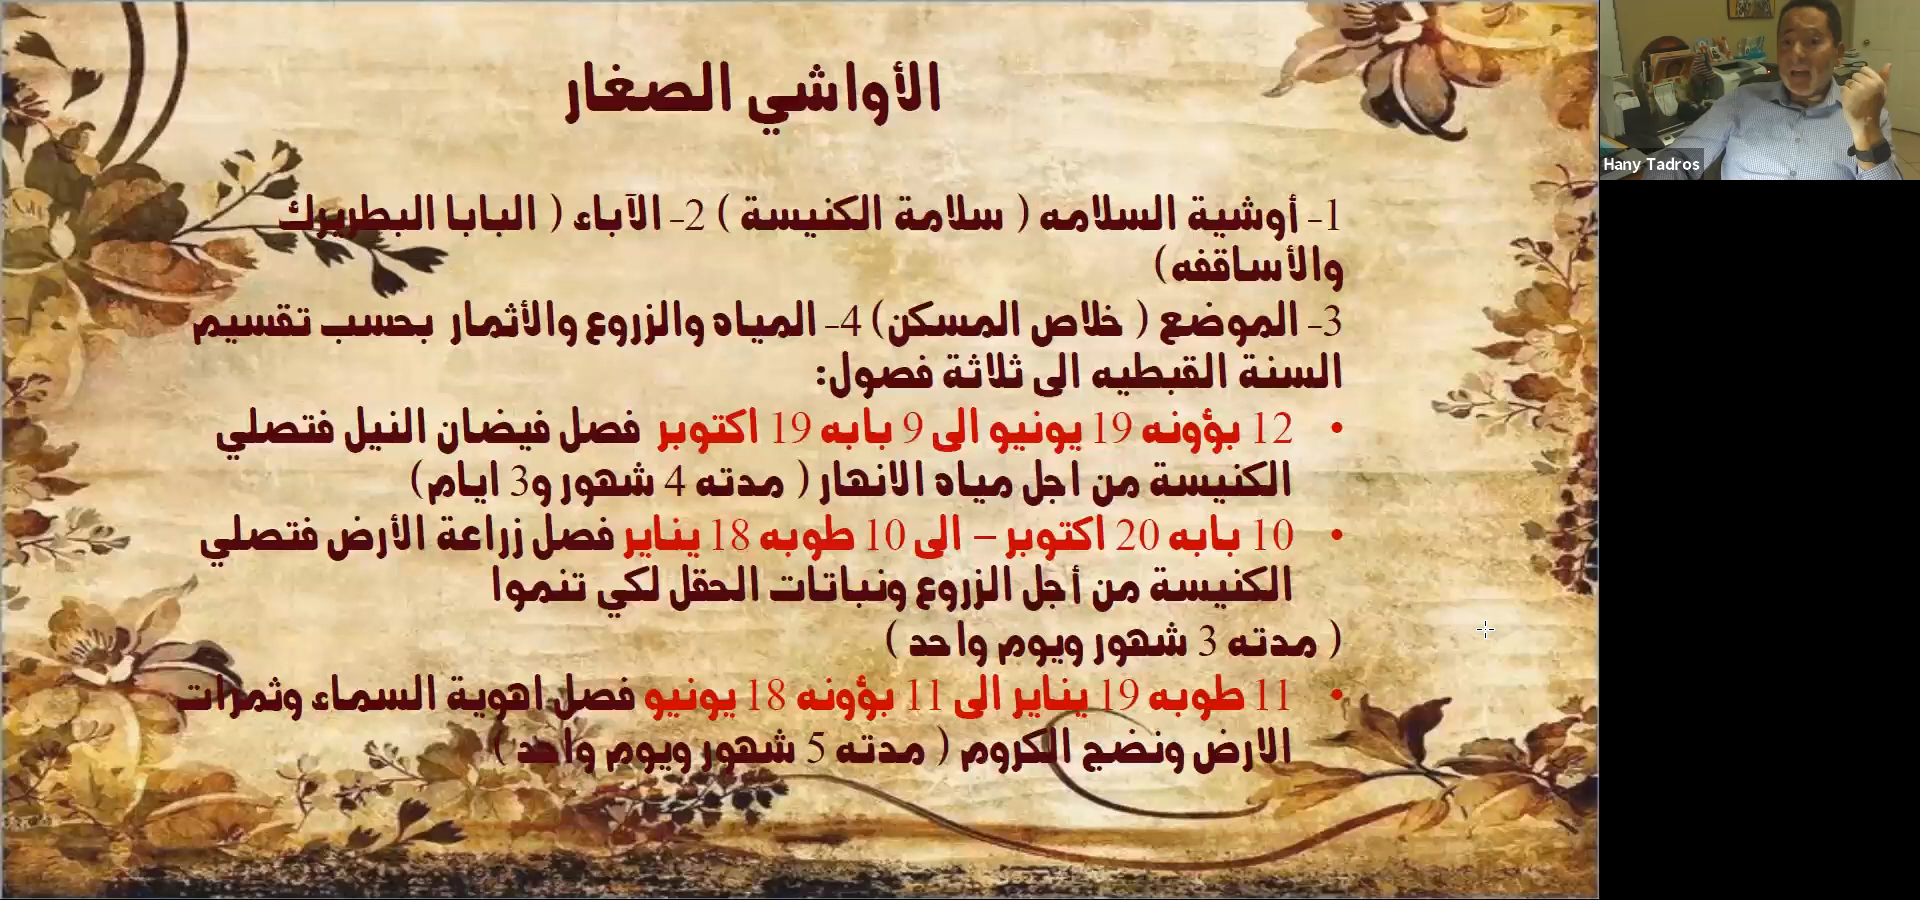 الأواشي الصغار
1- أوشية السلامه ( سلامة الكنيسة ) 2- الآباء ( البابا البطريرك
والأساقفه)
3- الموضع ( خلاص المسكن) 4- المياه والزروع والأثمار بحسب تقسيم
السنة القبطيه الى ثلاثة فصول:
• 12 بؤونه 19 يونيو الى 9 بابه 19 اكتوبر فصل فيضان النيل فتصلي
الكنيسة من اجل مياه الانهار ( مدته 4 شهور و3 ايام)
• 10 بابه 20 اكتوبر – الى 10 طوبه 18 يناير فصل زراعة الأرض فتصلي
الكنيسة من أجل الزروع ونباتات الحقل لكي تنموا
( مدته 3 شهور ويوم واحد )
• 11 طوبه 19 يناير الى 11 بؤونه 18 يونيو فصل اهوية السماء وثمرات
الارض ونضج الكروم ( مدته 5 شهور ويوم واحد )
Hany Tadros